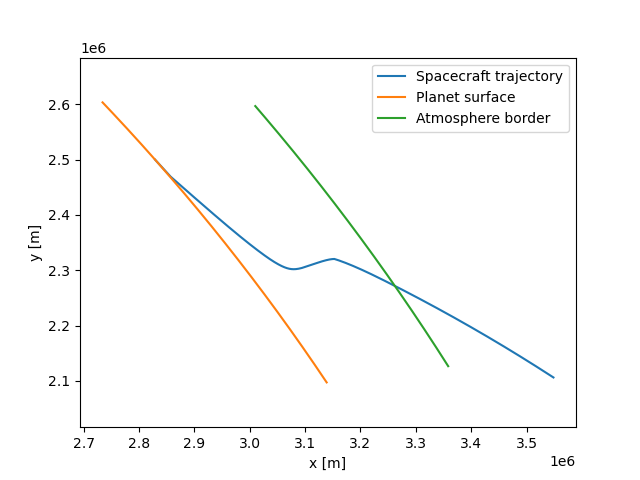 1e6
Spacecraft trajectory
Planet surface
Atmosphere border
2.6
2.5
2.4
2.3
2.2
2.1
y [m]
2.7 2.8 2.9 3.0 3.1 3.2 3.3 3.4 3.5
x [m]
1e6